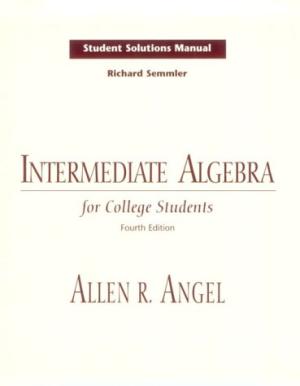 Student Solutions Manual
Richard Semmler
INTERMEDIATE ALGEBRA
for College Students
Fourth Edition
ALLEN R. ANGEL